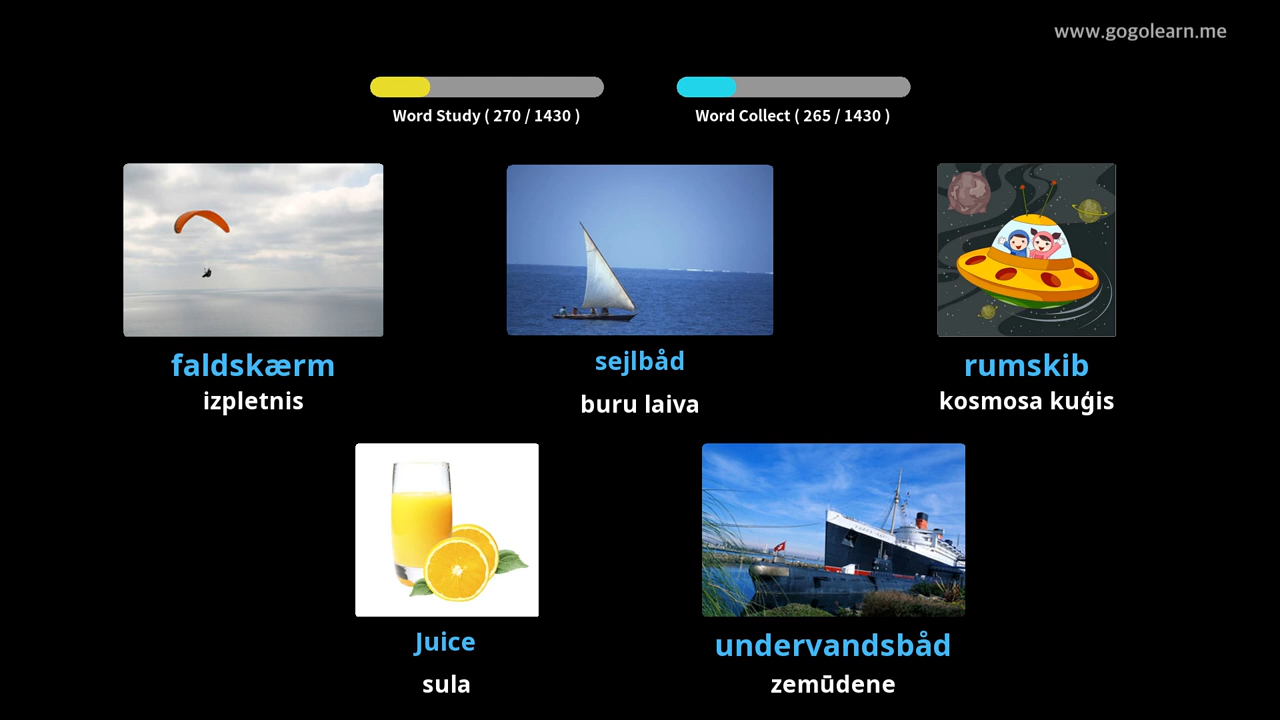 www.gogolearn.me
Word Study ( 270 / 1430 )
Word Collect ( 265 / 1430 )
faldskærm
izpletnis
sejlbåd
buru laiva
rumskib
kosmosa kuģis
Juice
sula
undervandsbåd
zemūdene